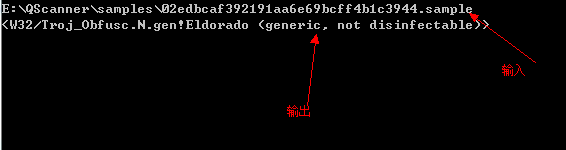 E:\QScanner\samples\02edbcaf392191aa6e69bcff4b1c3944.sample
<W32/Troj_Obfusc.N.gen!Eldorado (generic, not disinfectable)>
输入
输出